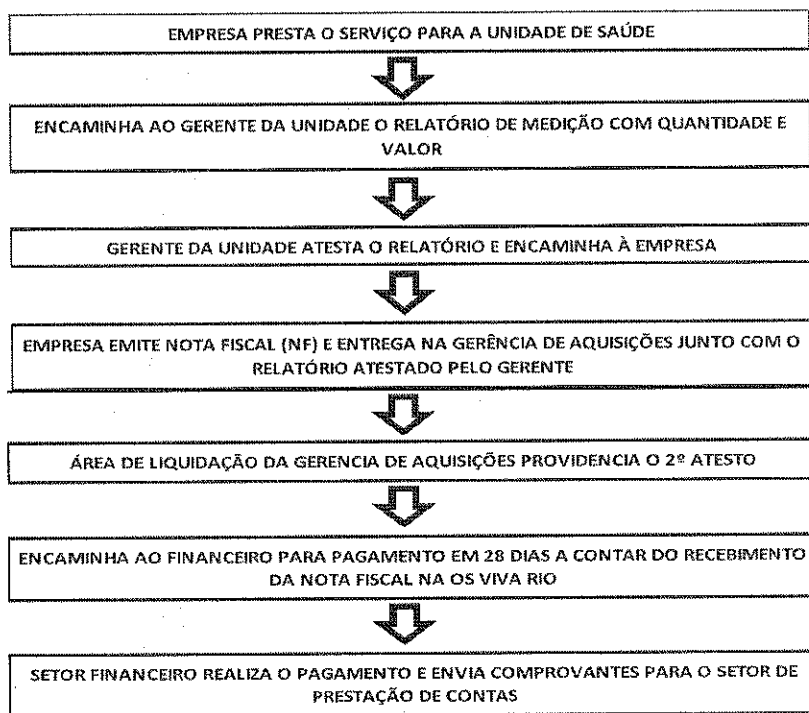 EMPRESA PRESTA O SERVIÇO PARA A UNIDADE DE SAÚDE
ENCAMINHA AO GERENTE DA UNIDADE O RELATÓRIO DE MEDIÇÃO COM QUANTIDADE E
VALOR
GERENTE DA UNIDADE ATESTA O RELATÓRIO E ENCAMINHA À EMPRESA
EMPRESA EMITE NOTA FISCAL (NF) E ENTREGA NA GERÊNCIA DE AQUISIÇÕES JUNTO COM O
RELATÓRIO ATESTADO PELO GERENTE
ÁREA DE LIQUIDAÇÃO DA GERENCIA DE AQUISIÇÕES PROVIDENCIA O 2º ATESTO
ENCAMINHA AO FINANCEIRO PARA PAGAMENTO EM 28 DIAS A CONTAR DO RECEBIMENTO
DA NOTA FISCAL NA OS VIVA RIO
SETOR FINANCEIRO REALIZA O PAGAMENTO E ENVIA COMPROVANTES PARA O SETOR DE
PRESTAÇÃO DE CONTAS